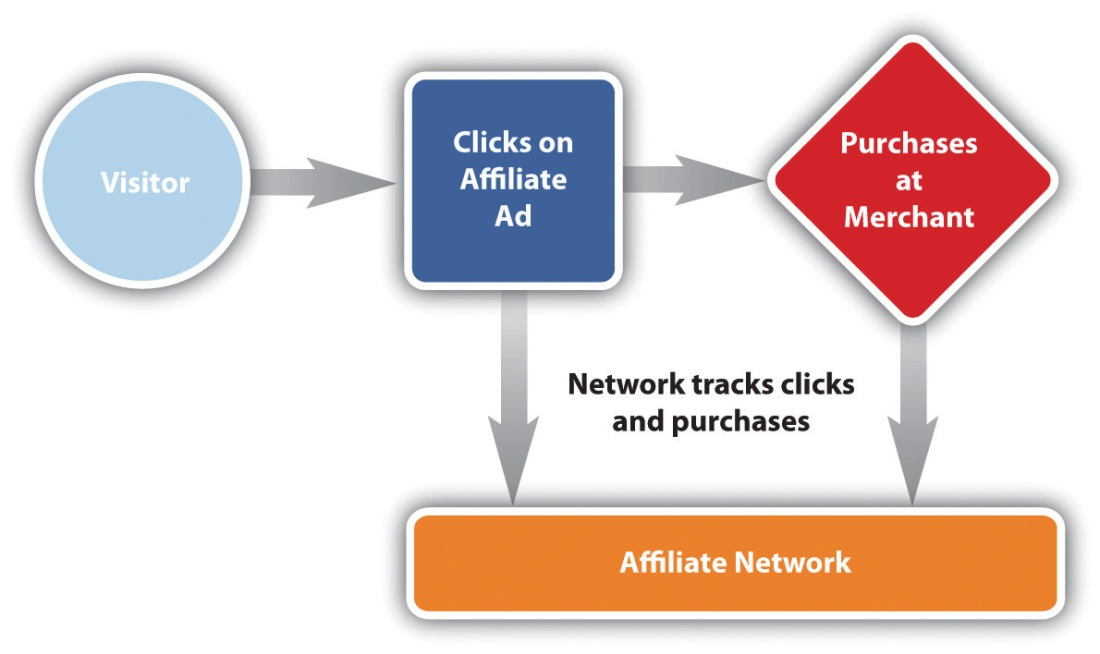 Visitor
Clicks on
Affiliate
Ad
Purchases
at
Merchant
Network tracks clicks
and purchases
Affiliate Network